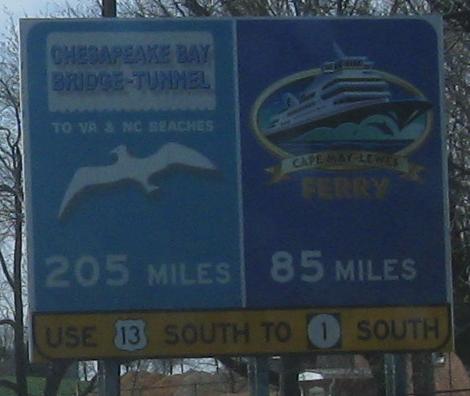 CHESAPEAKE BAY
BRIDGE-TUNNEL
TO VA & NC BEACHES
205 MILES
CAPE MAY-LEWES
FERRY
85 MILES
USE 13 SOUTH TO 1 SOUTH